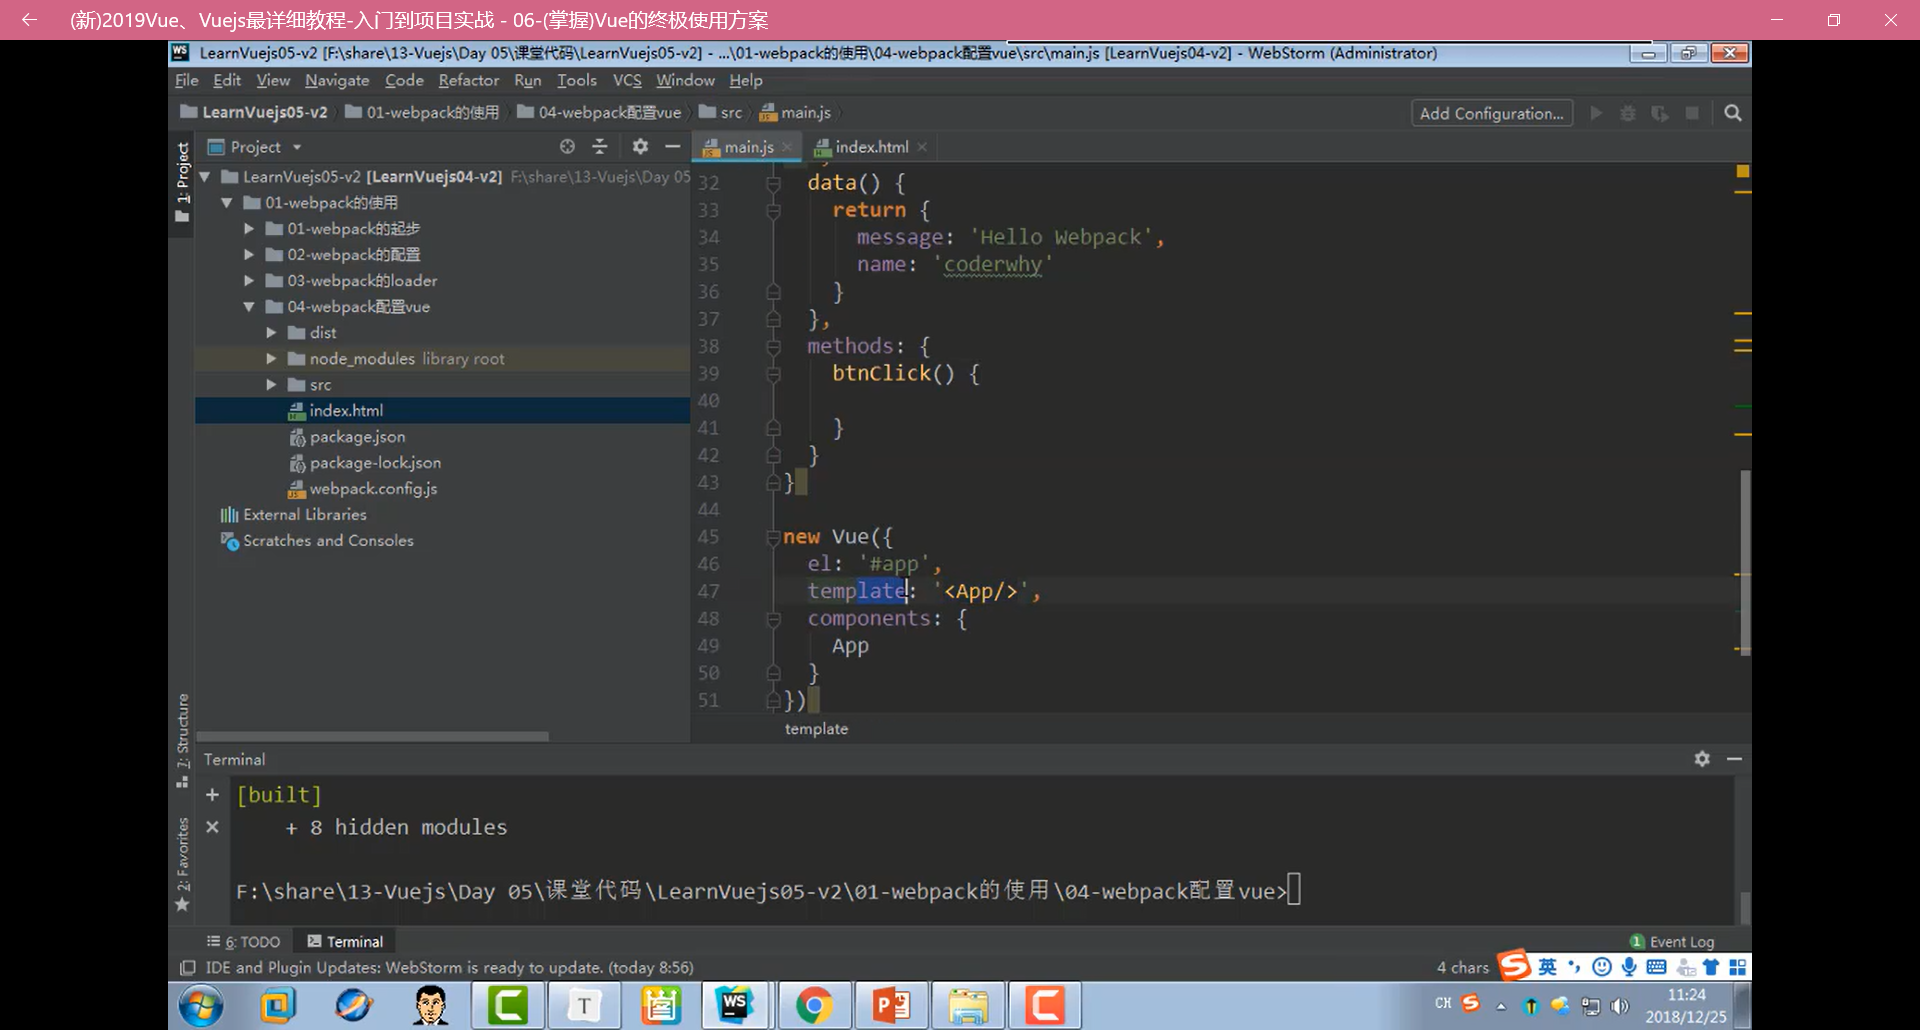 (新)2019Vue、Vuejs最详细教程-入门到项目实战 - 06-(掌握)Vue的终极使用方案
WS LearnVuejs05-v2 [F:\share\13-Vuejs\Day 05\课堂代码\LearnVuejs05-v2] - ...\01-webpack的使用\04-webpack配置vue\src\main.js [LearnVuejs04-v2] - WebStorm (Administrator)
File Edit View Navigate Code Refactor Run Tools VCS Window Help
LearnVuejs05-v2 01-webpack的使用 04-webpack配置vue src main.js Add Configuration...
1: Project
Project
main.js index.html
LearnVuejs05-v2 [LearnVuejs04-v2] F:\share\13-Vuejs\Day 05
01-webpack的使用
01-webpack的起步
02-webpack的配置
03-webpack的loader
04-webpack配置vue
dist
node_modules library root
src
index.html
package.json
package-lock.json
webpack.config.js
External Libraries
Scratches and Consoles
32 data() {
33 return {
34 message: 'Hello Webpack',
35 name: 'coderwhy'
36 }
37 },
38 methods: {
39 btnClick() {
40
41 }
42 }
43 }
44
45 new Vue({
46 el: '#app',
47 template: '<App/>',
48 components: {
49 App
50 }
51 })
template
7: Structure
2: Favorites
Terminal
[built]
+ 8 hidden modules
F:\share\13-Vuejs\Day 05\课堂代码\LearnVuejs05-v2\01-webpack的使用\04-webpack配置vue>
6: TODO Terminal 1 Event Log
IDE and Plugin Updates: WebStorm is ready to update. (today 8:56) 4 chars 英
T WS CH 11:24
2018/12/25